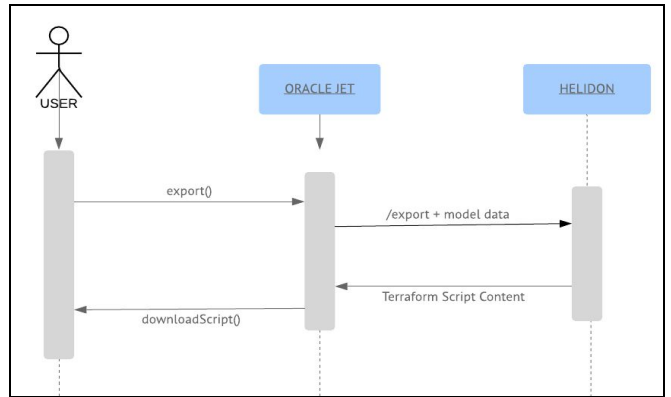 USER
ORACLE JET
HELIDON
export()
/export + model data
Terraform Script Content
downloadScript()